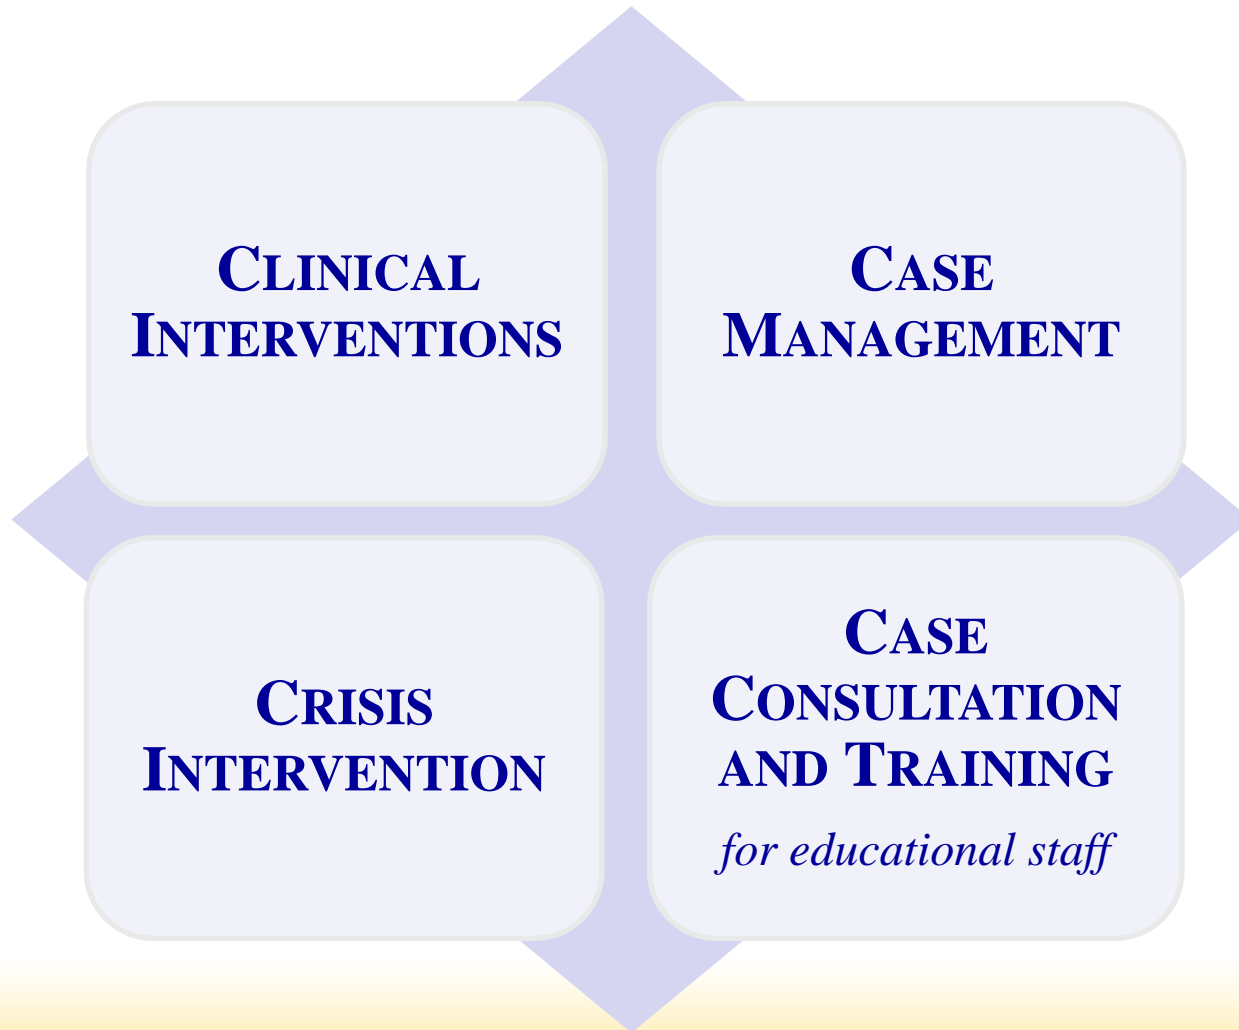 CLINICAL
INTERVENTIONS
CASE
MANAGEMENT
CRISIS
INTERVENTION
CASE
CONSULTATION
AND TRAINING
for educational staff